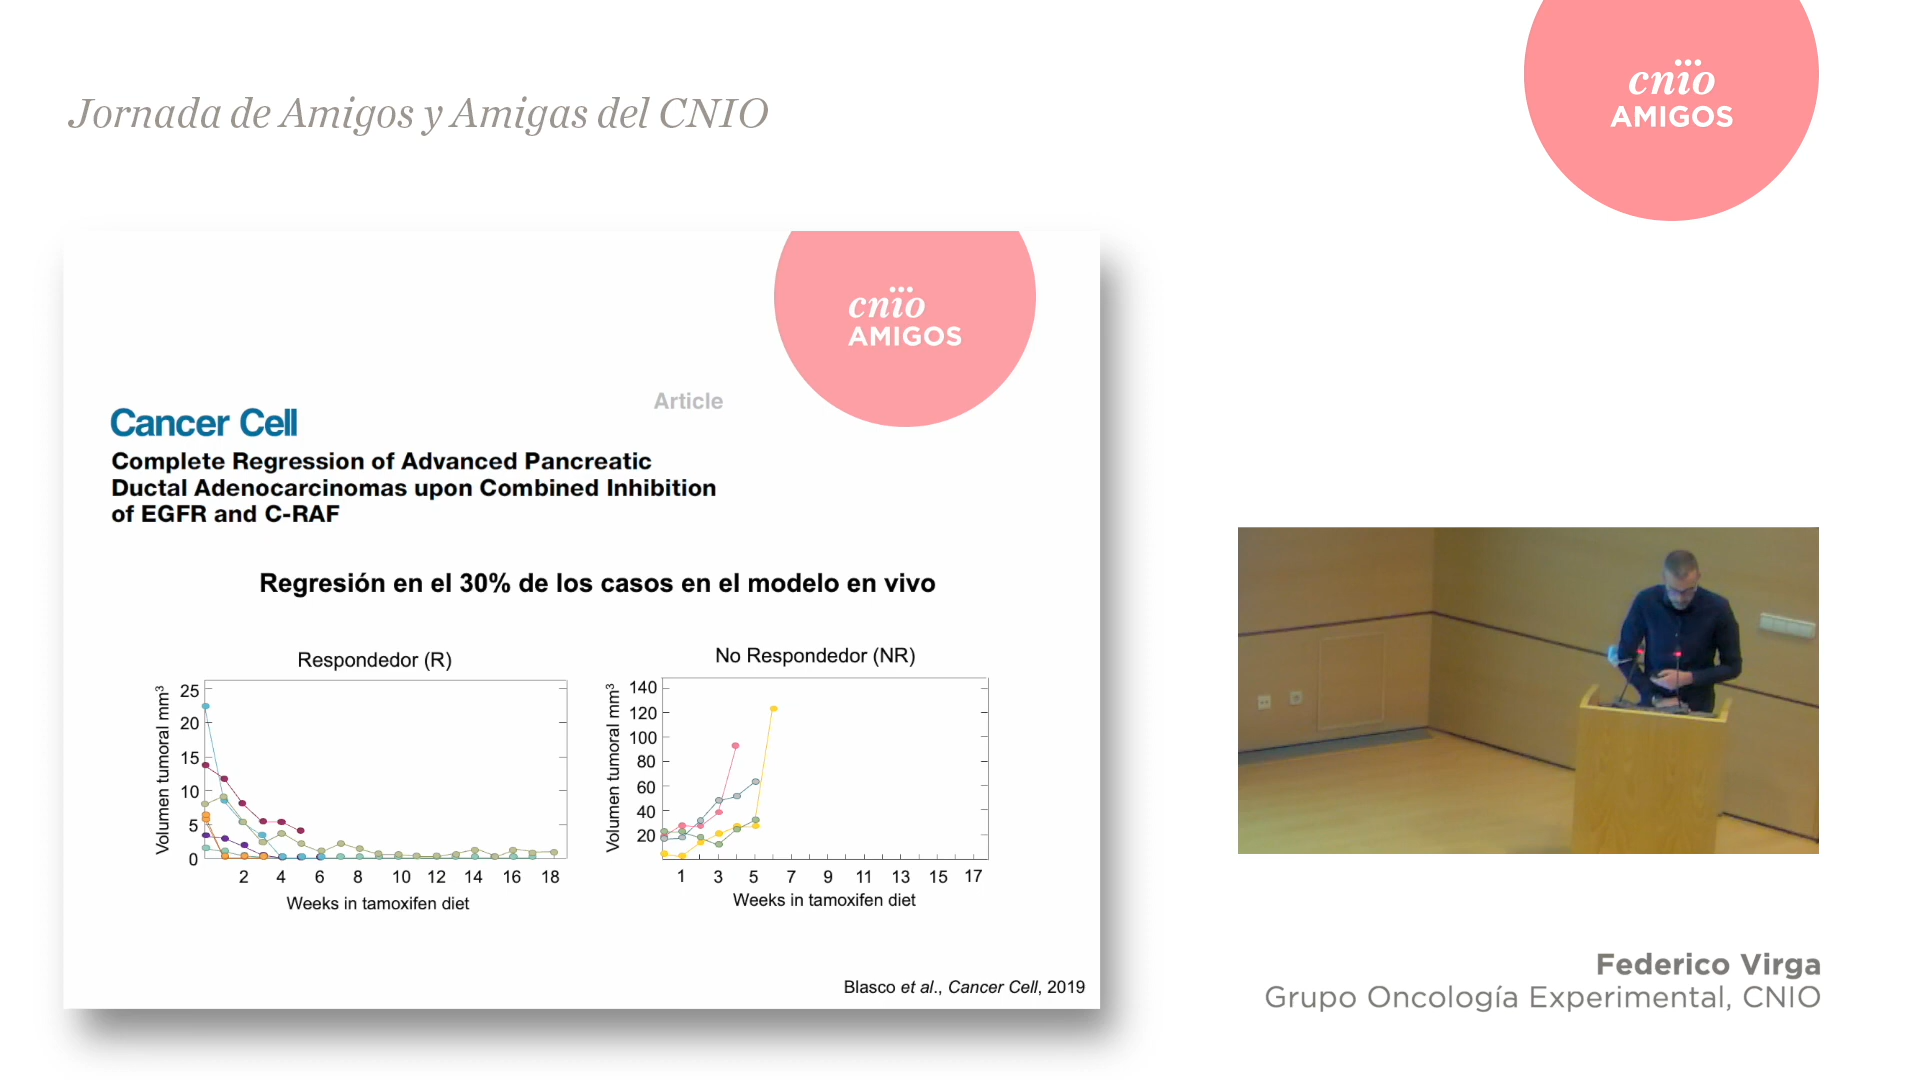 Jornada de Amigos y Amigas del CNIO
cnio
AMIGOS
cnio
AMIGOS
Article
Cancer Cell
Complete Regression of Advanced Pancreatic
Ductal Adenocarcinomas upon Combined Inhibition
of EGFR and C-RAF
Regresión en el 30% de los casos en el modelo en vivo
Respondedor (R)
Volumen tumoral mm³
25
20
15
10
5
0
2 4 6 8 10 12 14 16 18
Weeks in tamoxifen diet
No Respondedor (NR)
Volumen tumoral mm³
140
120
100
80
60
40
20
1 3 5 7 9 11 13 15 17
Weeks in tamoxifen diet
Blasco et al., Cancer Cell, 2019
Federico Virga
Grupo Oncología Experimental, CNIO